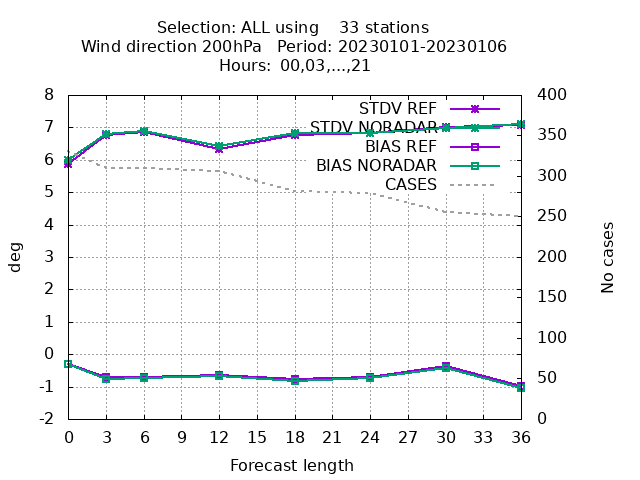 Selection: ALL using    33 stations
Wind direction 200hPa   Period: 20230101-20230106
Hours:  00,03,...,21
8
7
6
5
4
3
2
1
0
-1
-2
deg
400
350
300
250
200
150
100
50
0
No cases
STDV REF
STDV NORADAR
BIAS REF
BIAS NORADAR
CASES
0 3 6 9 12 15 18 21 24 27 30 33 36
Forecast length